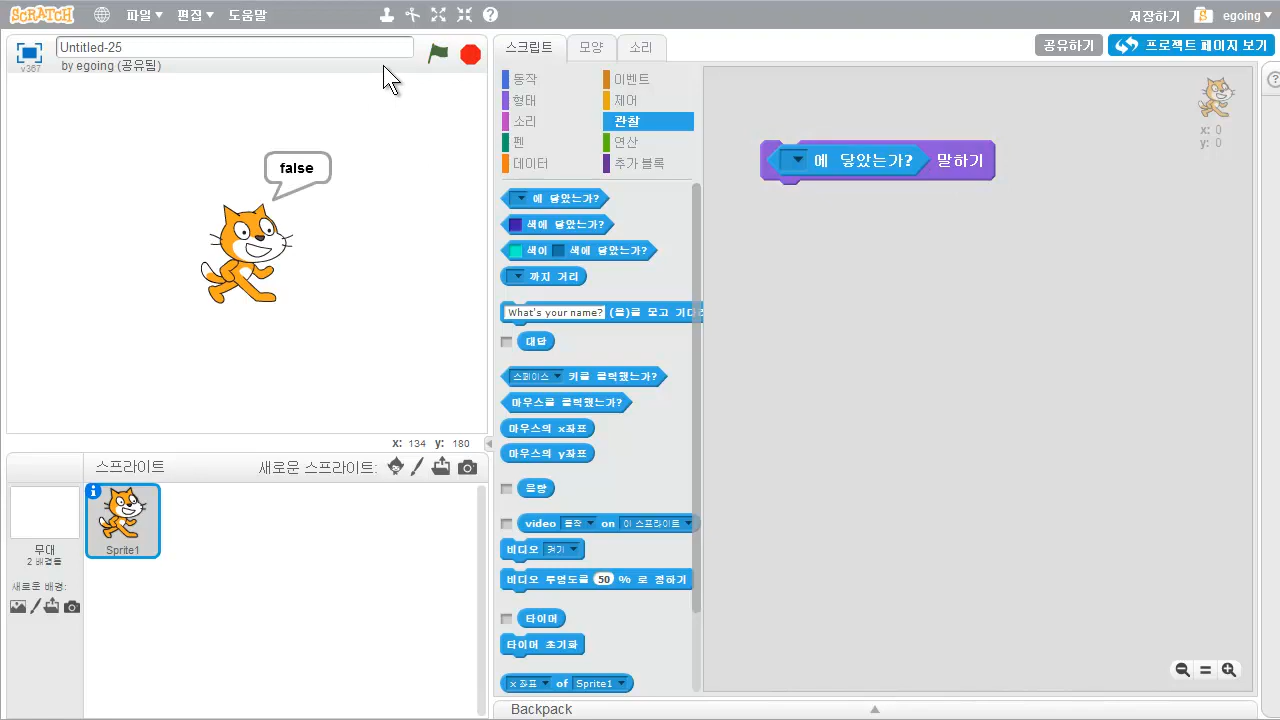 SCRATCH 파일 편집 도움말 저장하기 egoing
v367
Untitled-25
by egoing (공유됨)
false
x: 134 y: 180
스프라이트 새로운 스프라이트:
무대
2 배경들
새로운 배경:
Sprite1
스크립트 모양 소리
공유하기 프로젝트 페이지 보기
동작 이벤트
형태 제어
소리 관찰
펜 연산
데이터 추가 블록
에 닿았는가?
색에 닿았는가?
색이 색에 닿았는가?
까지 거리
What's your name? (을)를 묻고 기다
대답
스페이스 키를 클릭했는가?
마우스를 클릭했는가?
마우스의 x좌표
마우스의 y좌표
음량
video 동작 on 이 스프라이트
비디오 켜기
비디오 투명도를 50 % 로 정하기
타이머
타이머 초기화
x 좌표 of Sprite1
에 닿았는가? 말하기
x: 0
y: 0
Backpack